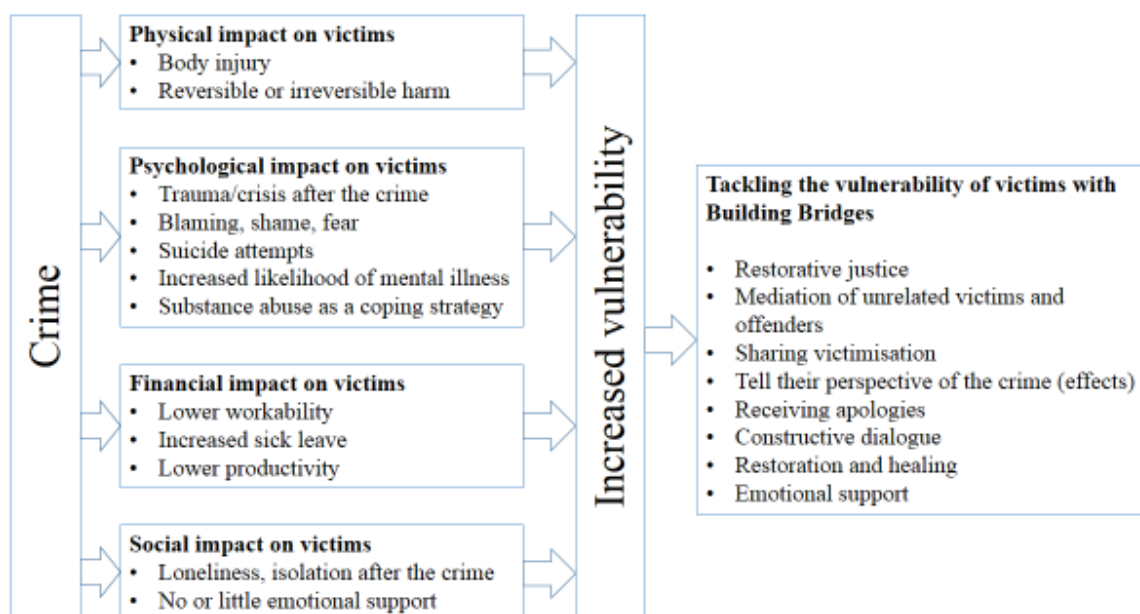 Crime
Physical impact on victims
• Body injury
• Reversible or irreversible harm
Psychological impact on victims
• Trauma/crisis after the crime
• Blaming, shame, fear
• Suicide attempts
• Increased likelihood of mental illness
• Substance abuse as a coping strategy
Financial impact on victims
• Lower workability
• Increased sick leave
• Lower productivity
Social impact on victims
• Loneliness, isolation after the crime
• No or little emotional support
Increased vulnerability
Tackling the vulnerability of victims with
Building Bridges
• Restorative justice
• Mediation of unrelated victims and
offenders
• Sharing victimisation
• Tell their perspective of the crime (effects)
• Receiving apologies
• Constructive dialogue
• Restoration and healing
• Emotional support